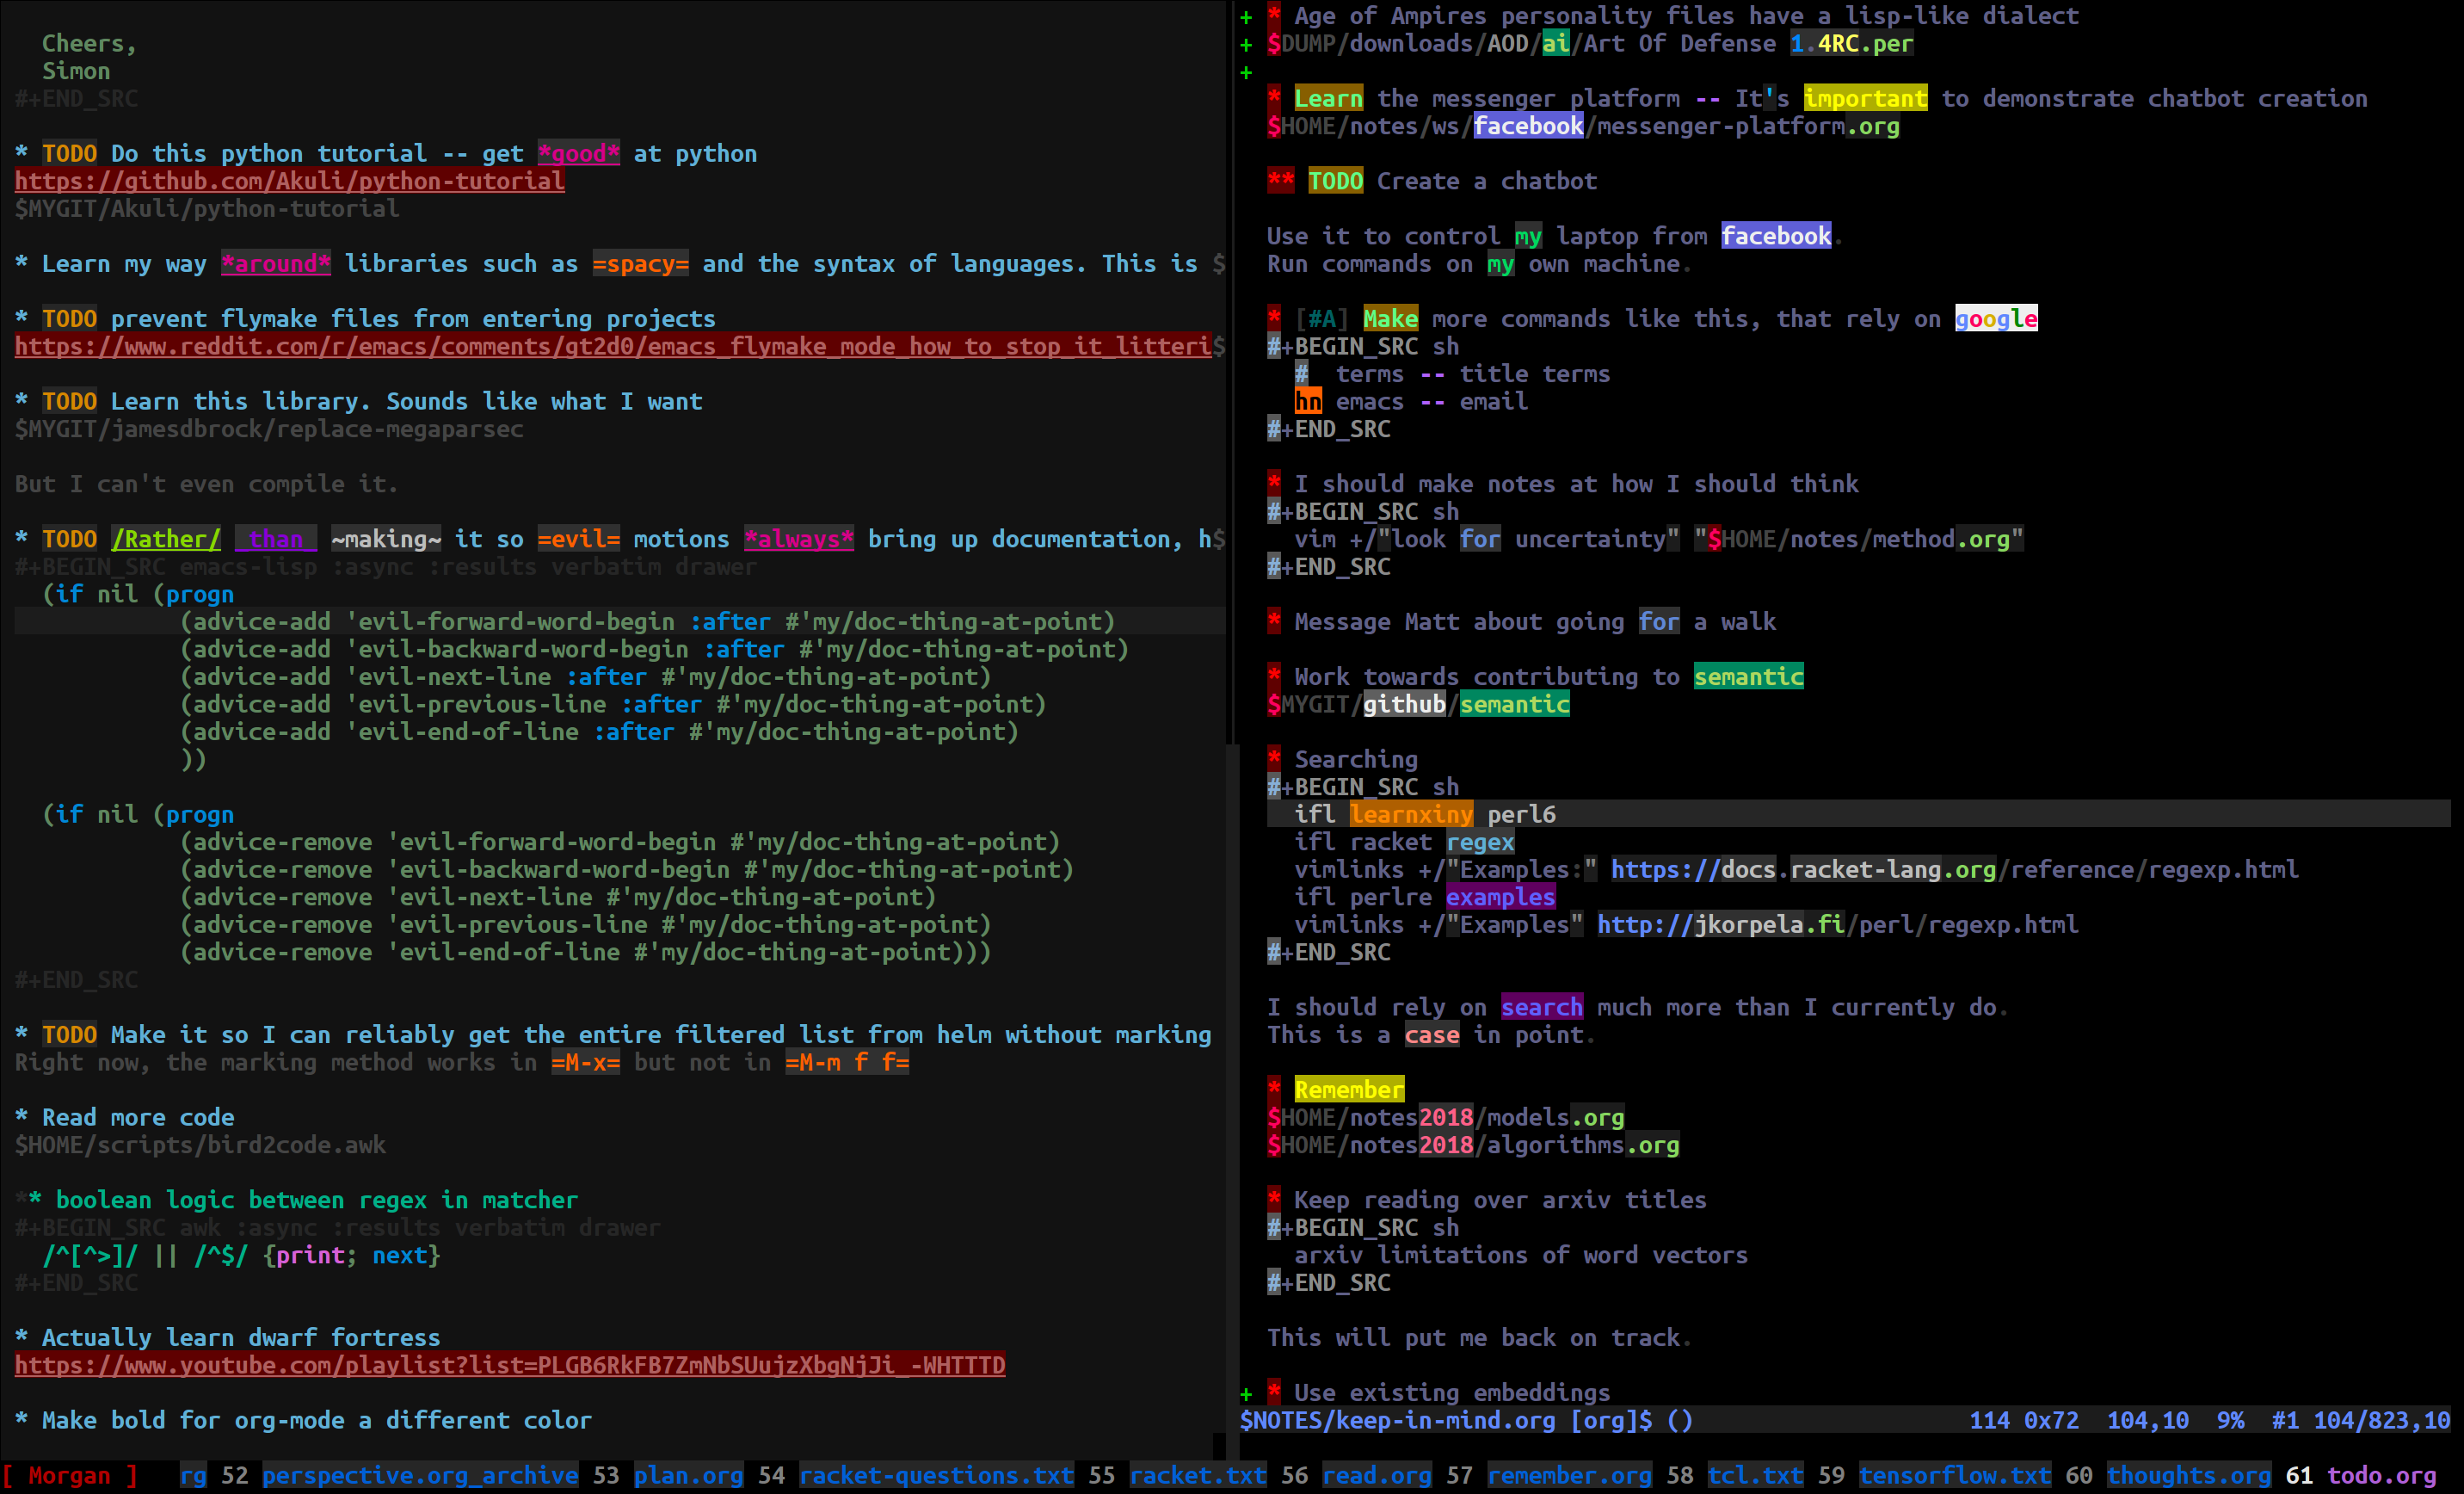 Cheers,
Simon
#+END_SRC
* TODO Do this python tutorial -- get *good* at python
https://github.com/Akuli/python-tutorial
$MYGIT/Akuli/python-tutorial
* Learn my way *around* libraries such as =spacy= and the syntax of languages. This is $
* TODO prevent flymake files from entering projects
https://www.reddit.com/r/emacs/comments/gt2d0/emacs_flymake_mode_how_to_stop_it_litteri$
* TODO Learn this library. Sounds like what I want
$MYGIT/jamesdbrock/replace-megaparsec
But I can't even compile it.
* TODO /Rather/ _than_ ~making~ it so =evil= motions *always* bring up documentation, h$
#+BEGIN_SRC emacs-lisp :async :results verbatim drawer
(if nil (progn
(advice-add 'evil-forward-word-begin :after #'my/doc-thing-at-point)
(advice-add 'evil-backward-word-begin :after #'my/doc-thing-at-point)
(advice-add 'evil-next-line :after #'my/doc-thing-at-point)
(advice-add 'evil-previous-line :after #'my/doc-thing-at-point)
(advice-add 'evil-end-of-line :after #'my/doc-thing-at-point)
))
(if nil (progn
(advice-remove 'evil-forward-word-begin #'my/doc-thing-at-point)
(advice-remove 'evil-backward-word-begin #'my/doc-thing-at-point)
(advice-remove 'evil-next-line #'my/doc-thing-at-point)
(advice-remove 'evil-previous-line #'my/doc-thing-at-point)
(advice-remove 'evil-end-of-line #'my/doc-thing-at-point)))
#+END_SRC
* TODO Make it so I can reliably get the entire filtered list from helm without marking
Right now, the marking method works in =M-x= but not in =M-m f f=
* Read more code
$HOME/scripts/bird2code.awk
** boolean logic between regex in matcher
#+BEGIN_SRC awk :async :results verbatim drawer
/^[^>]/ || /^$/ {print; next}
#+END_SRC
* Actually learn dwarf fortress
https://www.youtube.com/playlist?list=PLGB6RkFB7ZmNbSUujzXbgNjJi_-WHTTTD
* Make bold for org-mode a different color
+ * Age of Ampires personality files have a lisp-like dialect
+ $DUMP/downloads/AOD/ai/Art Of Defense 1.4RC.per
+
* Learn the messenger platform -- It's important to demonstrate chatbot creation
$HOME/notes/ws/facebook/messenger-platform.org
** TODO Create a chatbot
Use it to control my laptop from facebook.
Run commands on my own machine.
* [#A] Make more commands like this, that rely on google
#+BEGIN_SRC sh
#  terms -- title terms
hn emacs -- email
#+END_SRC
* I should make notes at how I should think
#+BEGIN_SRC sh
vim +/"look for uncertainty" "$HOME/notes/method.org"
#+END_SRC
* Message Matt about going for a walk
* Work towards contributing to semantic
$MYGIT/github/semantic
* Searching
#+BEGIN_SRC sh
ifl learnxiny perl6
ifl racket regex
vimlinks +/"Examples:" https://docs.racket-lang.org/reference/regexp.html
ifl perlre examples
vimlinks +/"Examples" http://jkorpela.fi/perl/regexp.html
#+END_SRC
I should rely on search much more than I currently do.
This is a case in point.
* Remember
$HOME/notes2018/models.org
$HOME/notes2018/algorithms.org
* Keep reading over arxiv titles
#+BEGIN_SRC sh
arxiv limitations of word vectors
#+END_SRC
This will put me back on track.
+ * Use existing embeddings
$NOTES/keep-in-mind.org [org]$ () 114 0x72 104,10 9% #1 104/823,10
[ Morgan ] rg 52 perspective.org_archive 53 plan.org 54 racket-questions.txt 55 racket.txt 56 read.org 57 remember.org 58 tcl.txt 59 tensorflow.txt 60 thoughts.org 61 todo.org